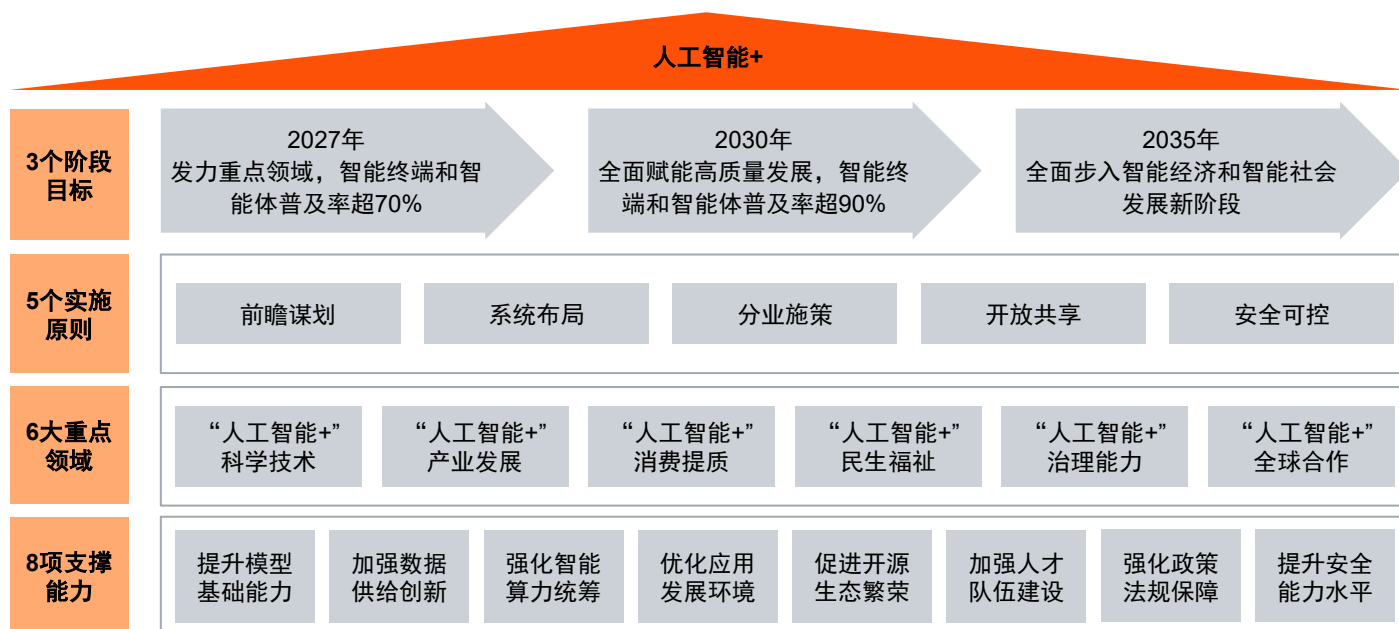 人工智能+
3个阶段
目标
2027年
发力重点领域，智能终端和智
能体普及率超70%
2030年
全面赋能高质量发展，智能终
端和智能体普及率超90%
2035年
全面步入智能经济和智能社会
发展新阶段
5个实施
原则
前瞻谋划
系统布局
分业施策
开放共享
安全可控
6大重点
领域
“人工智能+”
科学技术
“人工智能+”
产业发展
“人工智能+”
消费提质
“人工智能+”
民生福祉
“人工智能+”
治理能力
“人工智能+”
全球合作
8项支撑
能力
提升模型
基础能力
加强数据
供给创新
强化智能
算力统筹
优化应用
发展环境
促进开源
生态繁荣
加强人才
队伍建设
强化政策
法规保障
提升安全
能力水平